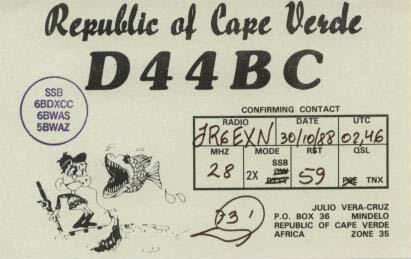 Republic of Cape Verde
D44BC
SSB
6BDXCC
6BWAS
5BWAZ
CONFIRMING CONTACT
RADIO DATE UTC
JR6EXN 30/10/88 02,46
MHZ MODE RST QSL
28 2X SSB 59 PSE TNX
73'
JULIO VERA-CRUZ
P.O. BOX 36 MINDELO
REPUBLIC OF CAPE VERDE
AFRICA ZONE 35